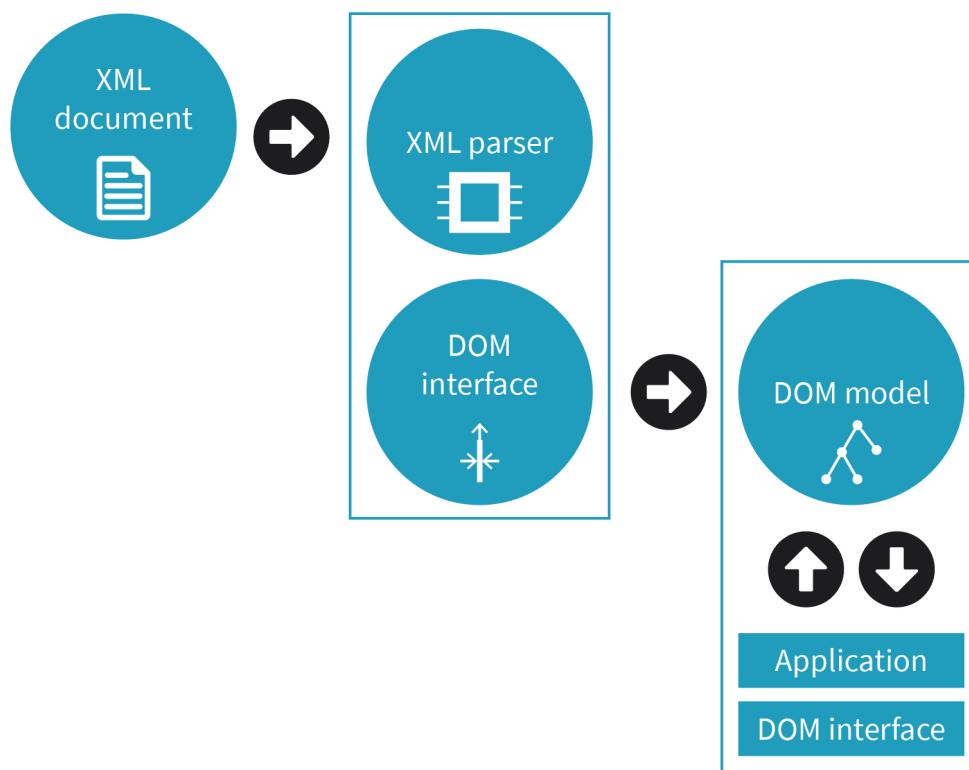 XML
document
XML parser
DOM
interface
DOM model
Application
DOM interface